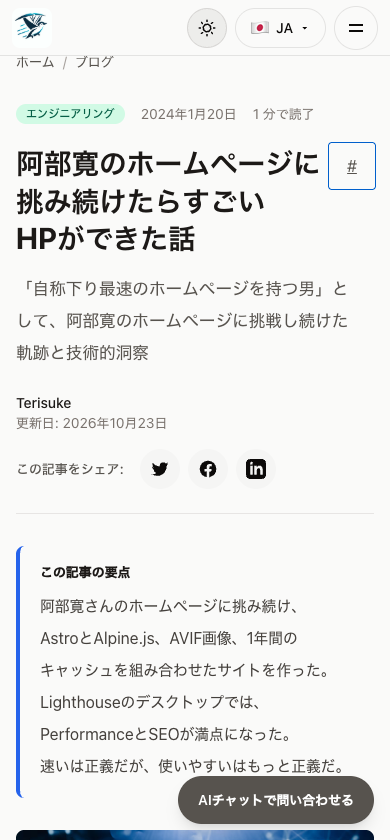 JA
ホーム / ブログ
エンジニアリング 2024年1月20日 1 分で読了
阿部寛のホームページに #
挑み続けたらすごい
HPができた話
「自称下り最速のホームページを持つ男」と
して、阿部寛のホームページに挑戦し続けた
軌跡と技術的洞察
Terisuke
更新日: 2026年10月23日
この記事をシェア:
この記事の要点
阿部寛さんのホームページに挑み続け、
AstroとAlpine.js、AVIF画像、1年間の
キャッシュを組み合わせたサイトを作った。
Lighthouseのデスクトップでは、
PerformanceとSEOが満点になった。
速いは正義だが、使いやすいはもっと正義だ。
AIチャットで問い合わせる